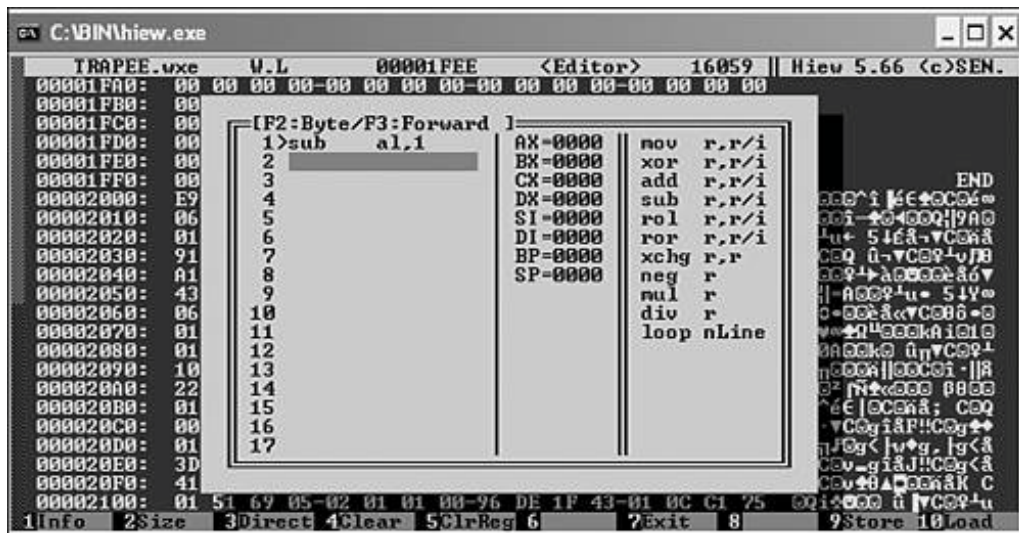 C:\BIN\hiew.exe
TRAPEE.wxe W.L 00001FEE <Editor> 16059 ║ Hiew 5.66 (c)SEN.
00001FA0: 00 00 00 00-00 00 00 00-00 00 00 00-00 00 00 00
00001FB0: 00
00001FC0: 00
00001FD0: 00
00001FE0: 00
00001FF0: 00 END
00002000: E9
00002010: 06
00002020: 01
00002030: 91
00002040: A1
00002050: 43
00002060: 06
00002070: 01
00002080: 01
00002090: 10
000020A0: 22
000020B0: 01
000020C0: 00
000020D0: 01
000020E0: 3D
000020F0: 41
00002100: 01 51 69 05-02 01 01 00-96 DE 1F 43-01 0C C1 75
[F2:Byte/F3:Forward ]
1>sub al,1 AX=0000 mov r,r/i
2 BX=0000 xor r,r/i
3 CX=0000 add r,r/i
4 DX=0000 sub r,r/i
5 SI=0000 rol r,r/i
6 DI=0000 ror r,r/i
7 BP=0000 xchg r,r
8 SP=0000 neg r
9 mul r
10 div r
11 loop nLine
12
13
14
15
16
17
1Info 2Size 3Direct 4Clear 5ClrReg 6 7Exit 8 9Store 10Load